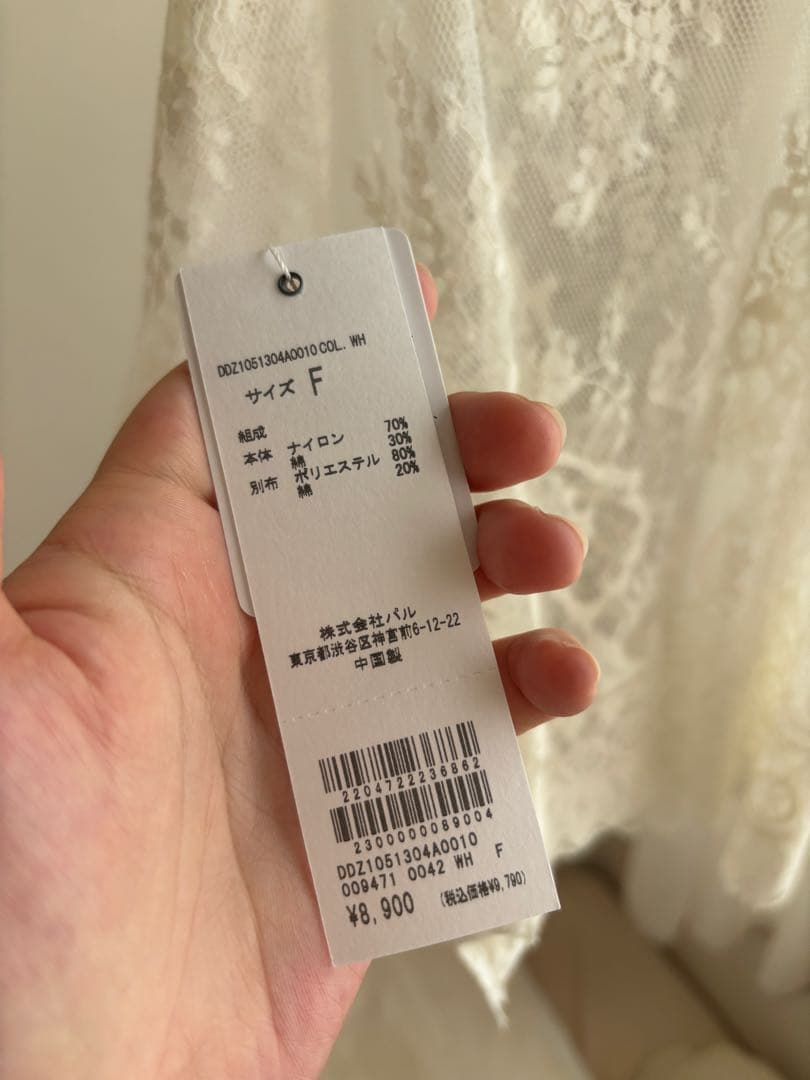 DDZ1051304A0010 COL. WH
サイズ F
組成
本体 ナイロン 70%
綿 30%
別布 ポリエステル 80%
綿 20%
株式会社パル
東京都渋谷区神宮前6-12-22
中国製
2204722236862
2300000089004
DDZ1051304A0010
009471 0042 WH F
¥8,900 (税込価格¥9,790)